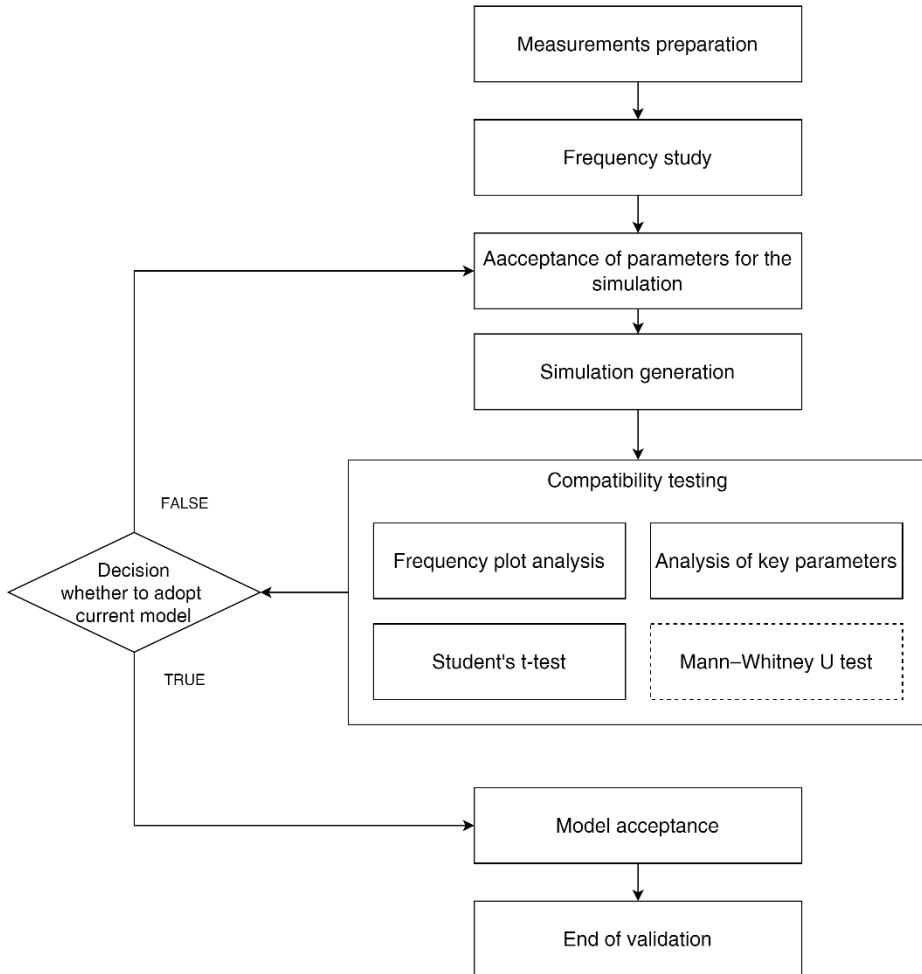 Measurements preparation
Frequency study
Aacceptance of parameters for the
simulation
Simulation generation
Compatibility testing
FALSE
Frequency plot analysis
Analysis of key parameters
Decision
whether to adopt
current model
Student's t-test
Mann–Whitney U test
TRUE
Model acceptance
End of validation